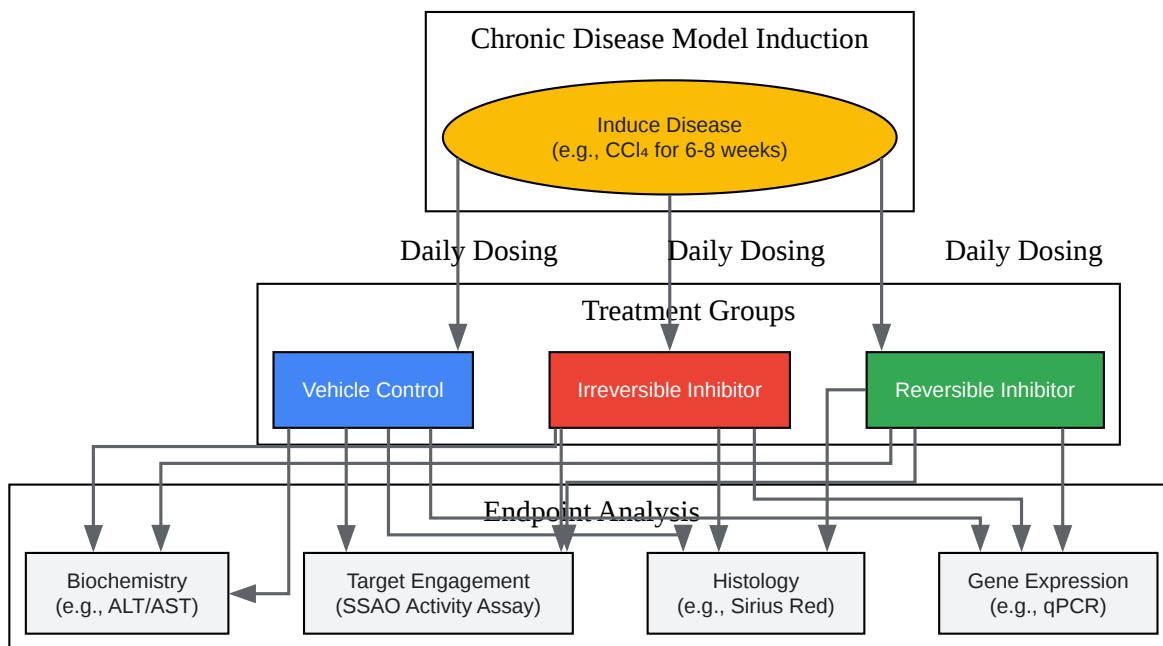 Chronic Disease Model Induction
Induce Disease
(e.g., CCl₄ for 6-8 weeks)
Daily Dosing
Daily Dosing
Daily Dosing
Treatment Groups
Vehicle Control
Irreversible Inhibitor
Reversible Inhibitor
Endpoint Analysis
Biochemistry
(e.g., ALT/AST)
Target Engagement
(SSAO Activity Assay)
Histology
(e.g., Sirius Red)
Gene Expression
(e.g., qPCR)